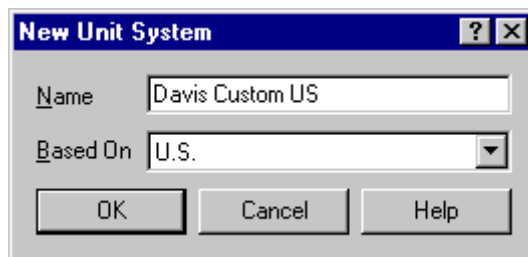 New Unit System
Name Davis Custom US
Based On U.S.
OK Cancel Help